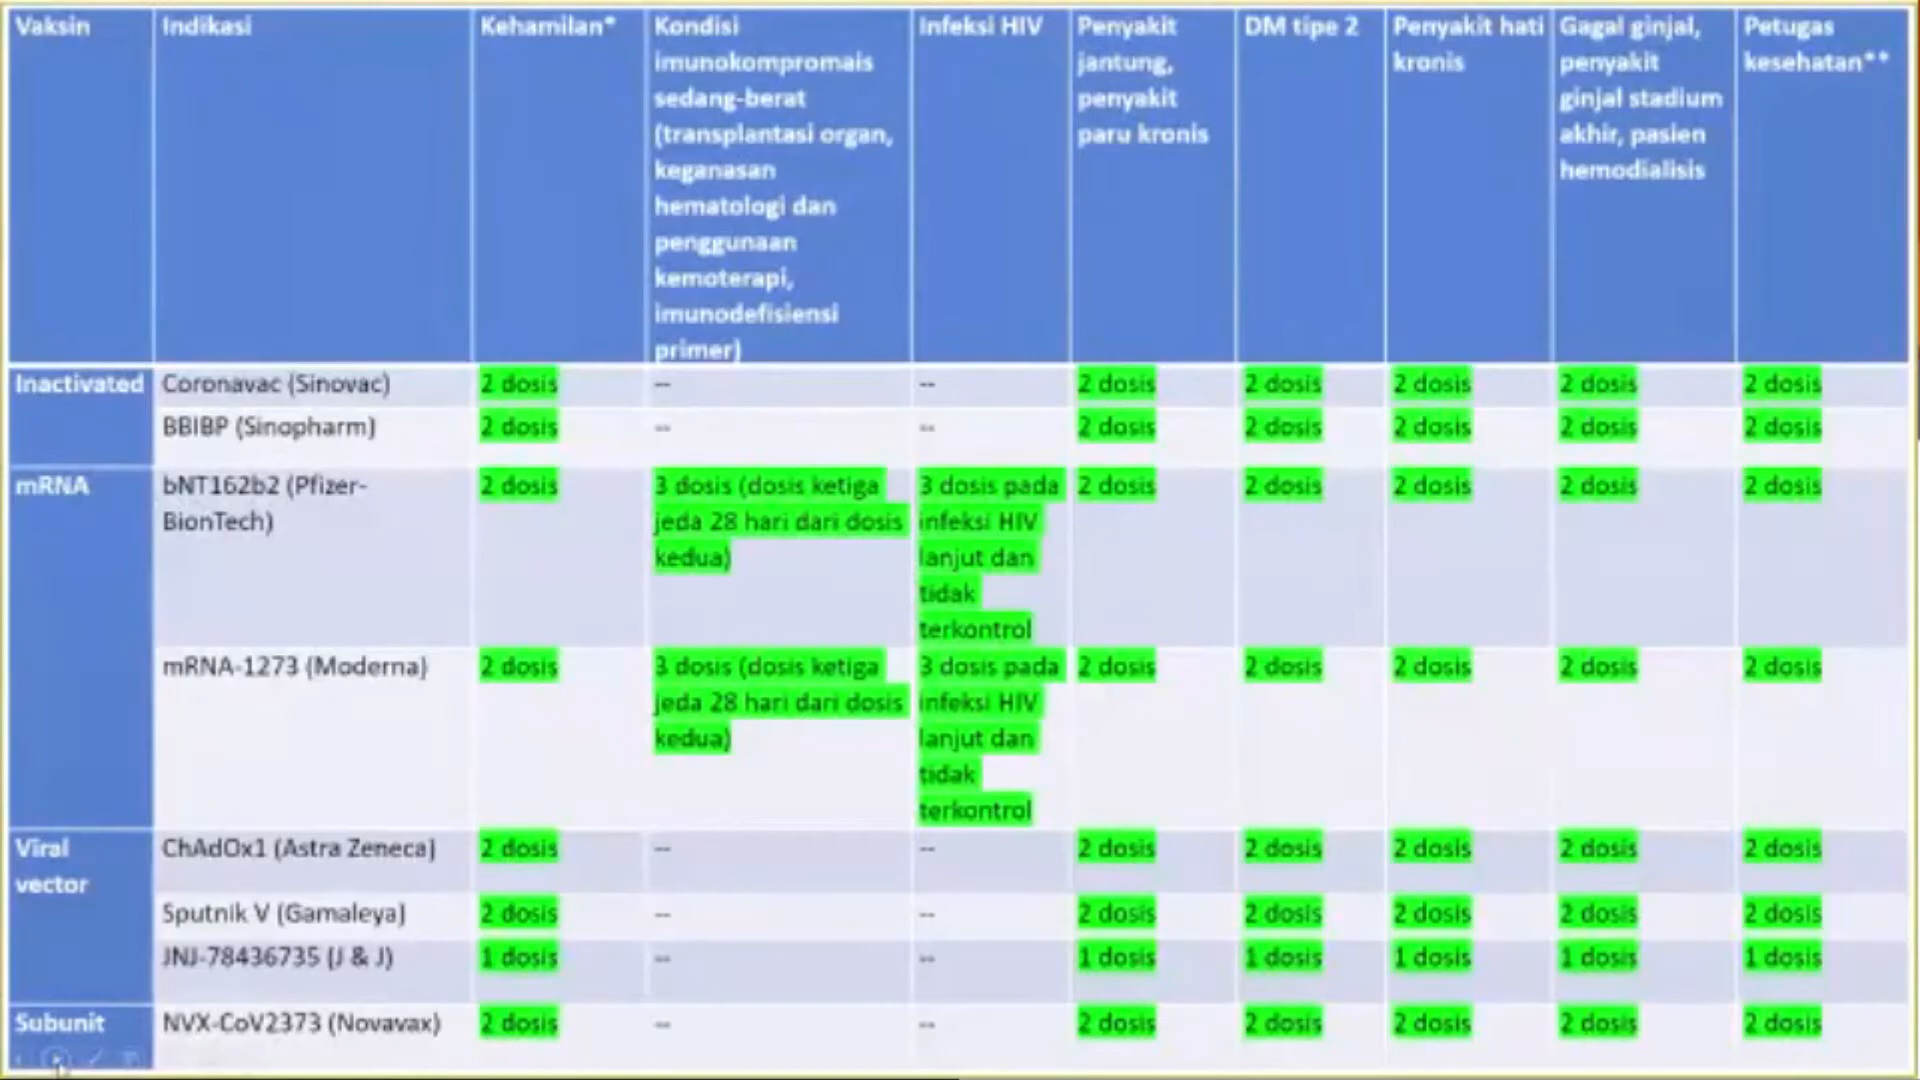 Vaksin
Indikasi
Kehamilan*
Kondisi
imunokompromais
sedang-berat
(transplantasi organ,
keganasan
hematologi dan
penggunaan
kemoterapi,
imunodefisiensi
primer)
Infeksi HIV
Penyakit
jantung,
penyakit
paru kronis
DM tipe 2
Penyakit hati
kronis
Gagal ginjal,
penyakit
ginjal stadium
akhir, pasien
hemodialisis
Petugas
kesehatan**
Inactivated
Coronavac (Sinovac)
2 dosis
--
--
2 dosis
2 dosis
2 dosis
2 dosis
2 dosis
BBIBP (Sinopharm)
2 dosis
--
--
2 dosis
2 dosis
2 dosis
2 dosis
2 dosis
mRNA
bNT162b2 (Pfizer-
BionTech)
2 dosis
3 dosis (dosis ketiga
jeda 28 hari dari dosis
kedua)
3 dosis pada
infeksi HIV
lanjut dan
tidak
terkontrol
2 dosis
2 dosis
2 dosis
2 dosis
2 dosis
mRNA-1273 (Moderna)
2 dosis
3 dosis (dosis ketiga
jeda 28 hari dari dosis
kedua)
3 dosis pada
infeksi HIV
lanjut dan
tidak
terkontrol
2 dosis
2 dosis
2 dosis
2 dosis
2 dosis
Viral
vector
ChAdOx1 (Astra Zeneca)
2 dosis
--
--
2 dosis
2 dosis
2 dosis
2 dosis
2 dosis
Sputnik V (Gamaleya)
2 dosis
--
--
2 dosis
2 dosis
2 dosis
2 dosis
2 dosis
JNJ-78436735 (J & J)
1 dosis
--
--
1 dosis
1 dosis
1 dosis
1 dosis
1 dosis
Subunit
NVX-CoV2373 (Novavax)
2 dosis
--
--
2 dosis
2 dosis
2 dosis
2 dosis
2 dosis